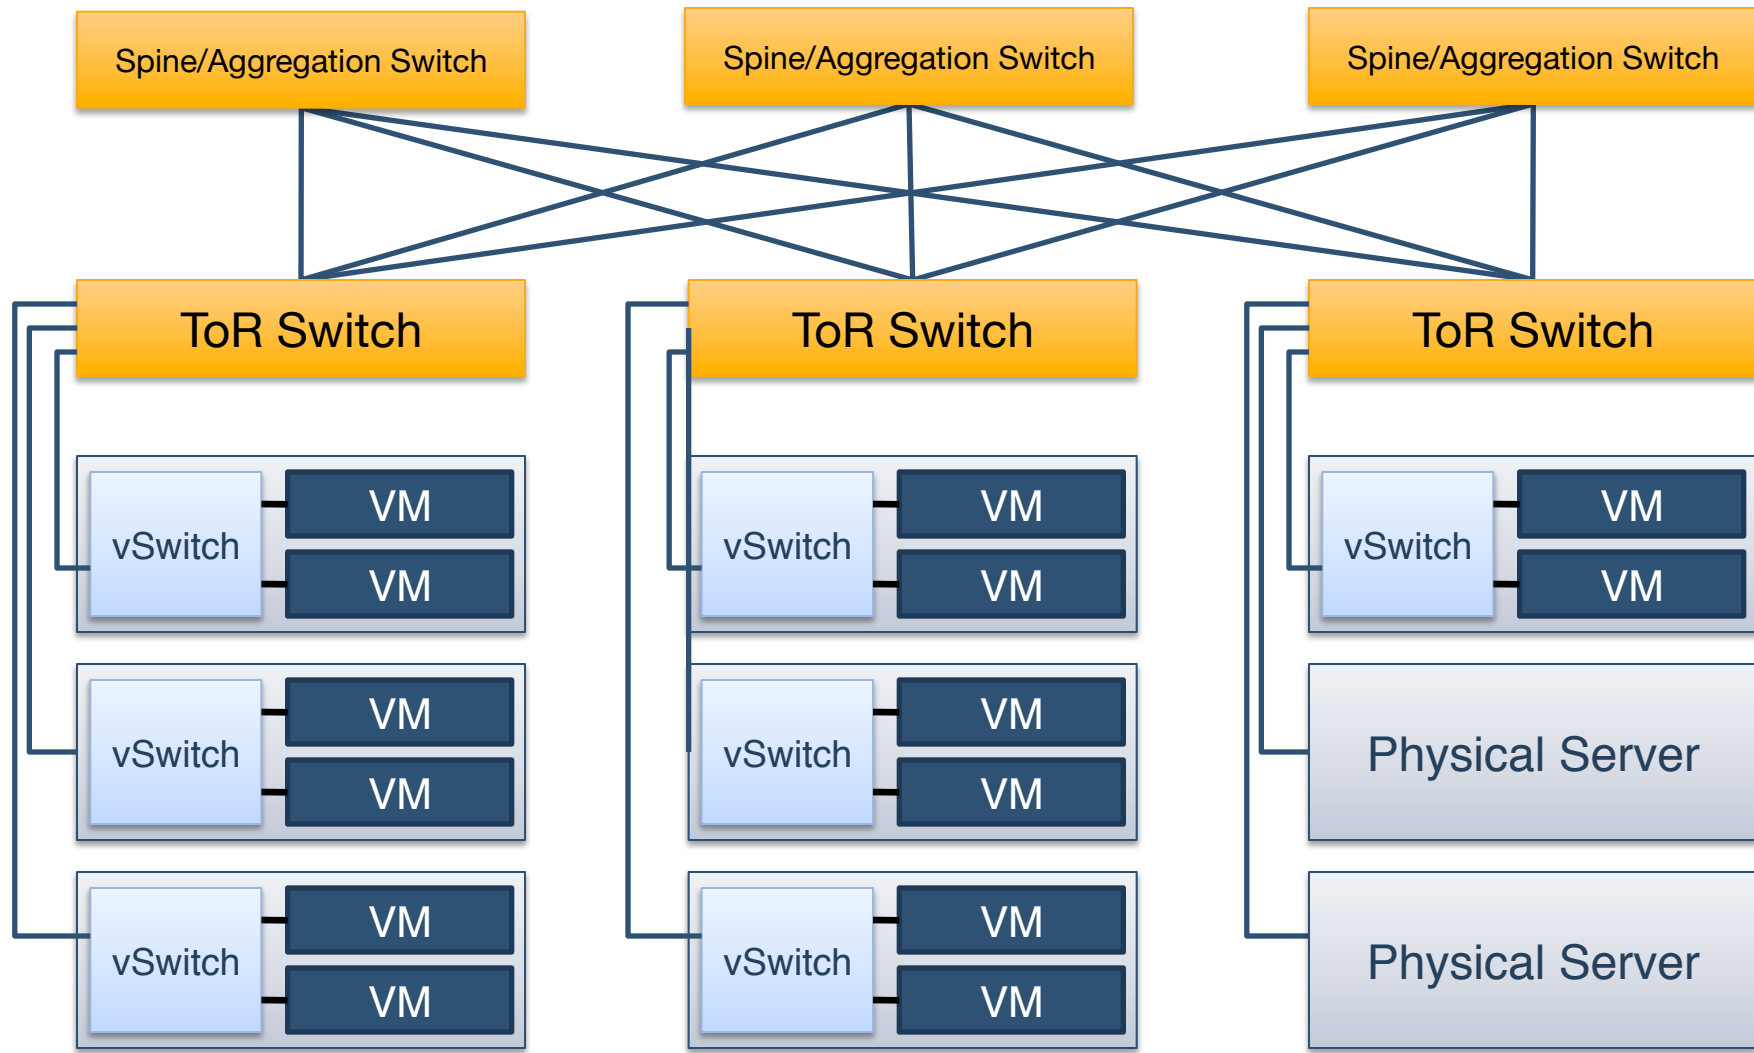 Spine/Aggregation Switch
Spine/Aggregation Switch
Spine/Aggregation Switch
ToR Switch
ToR Switch
ToR Switch
vSwitch
VM
VM
vSwitch
VM
VM
vSwitch
VM
VM
vSwitch
VM
VM
vSwitch
VM
VM
Physical Server
vSwitch
VM
VM
vSwitch
VM
VM
Physical Server